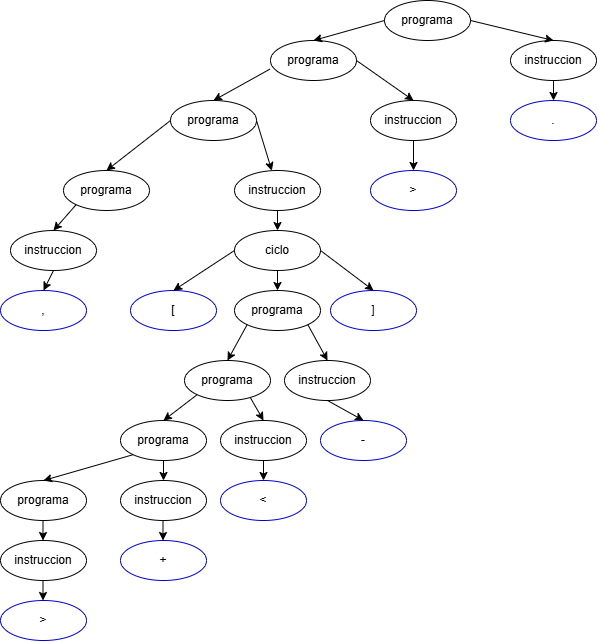 programa
programa
instruccion
programa
instruccion
.
programa
instruccion
>
instruccion
ciclo
,
[
programa
]
programa
instruccion
programa
instruccion
-
programa
instruccion
<
instruccion
+
>